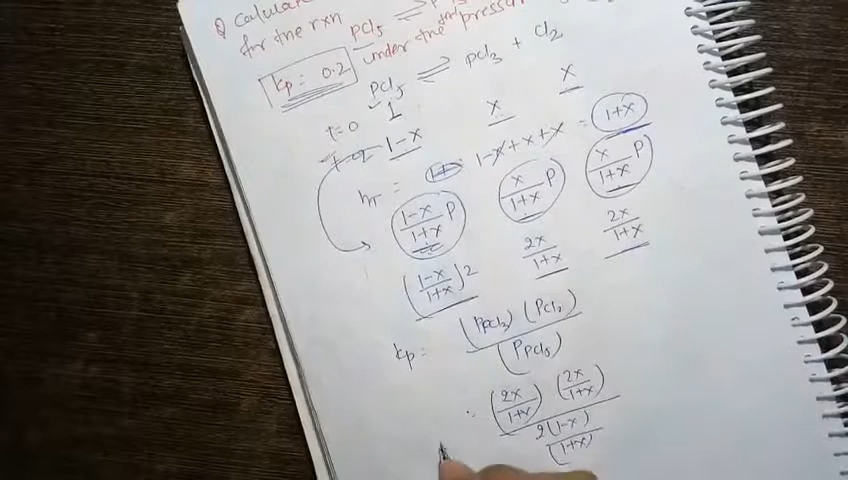 Q Calculate
for the rxn PCl5 ⇌
Kp = 0.2 under the pressur
PCl5 ⇌ PCl3 + Cl2
t=0 1
1-x x x
nT = 1-x+x+x = 1+x
1-x/1+x P x/1+x P x/1+x P
(1-x/1+x)2 2x/1+x 2x/1+x
Kp = (PPCl3) (PCl2) / (PPCl5)
(2x/1+x) (2x/1+x) / 2(1-x)/(1+x)